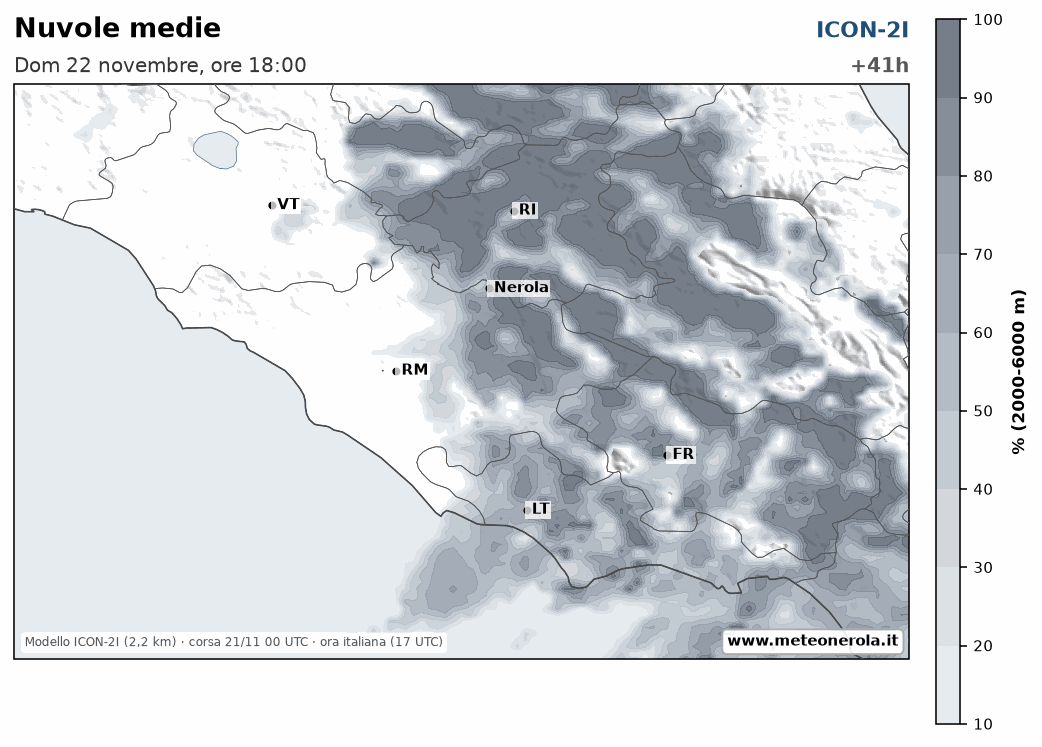 Nuvole medie
ICON-2I
Dom 22 novembre, ore 18:00
+41h
100
90
80
70
60
50
40
30
20
10
% (2000-6000 m)
VT
RI
Nerola
RM
FR
LT
Modello ICON-2I (2,2 km) · corsa 21/11 00 UTC · ora italiana (17 UTC)
www.meteonerola.it